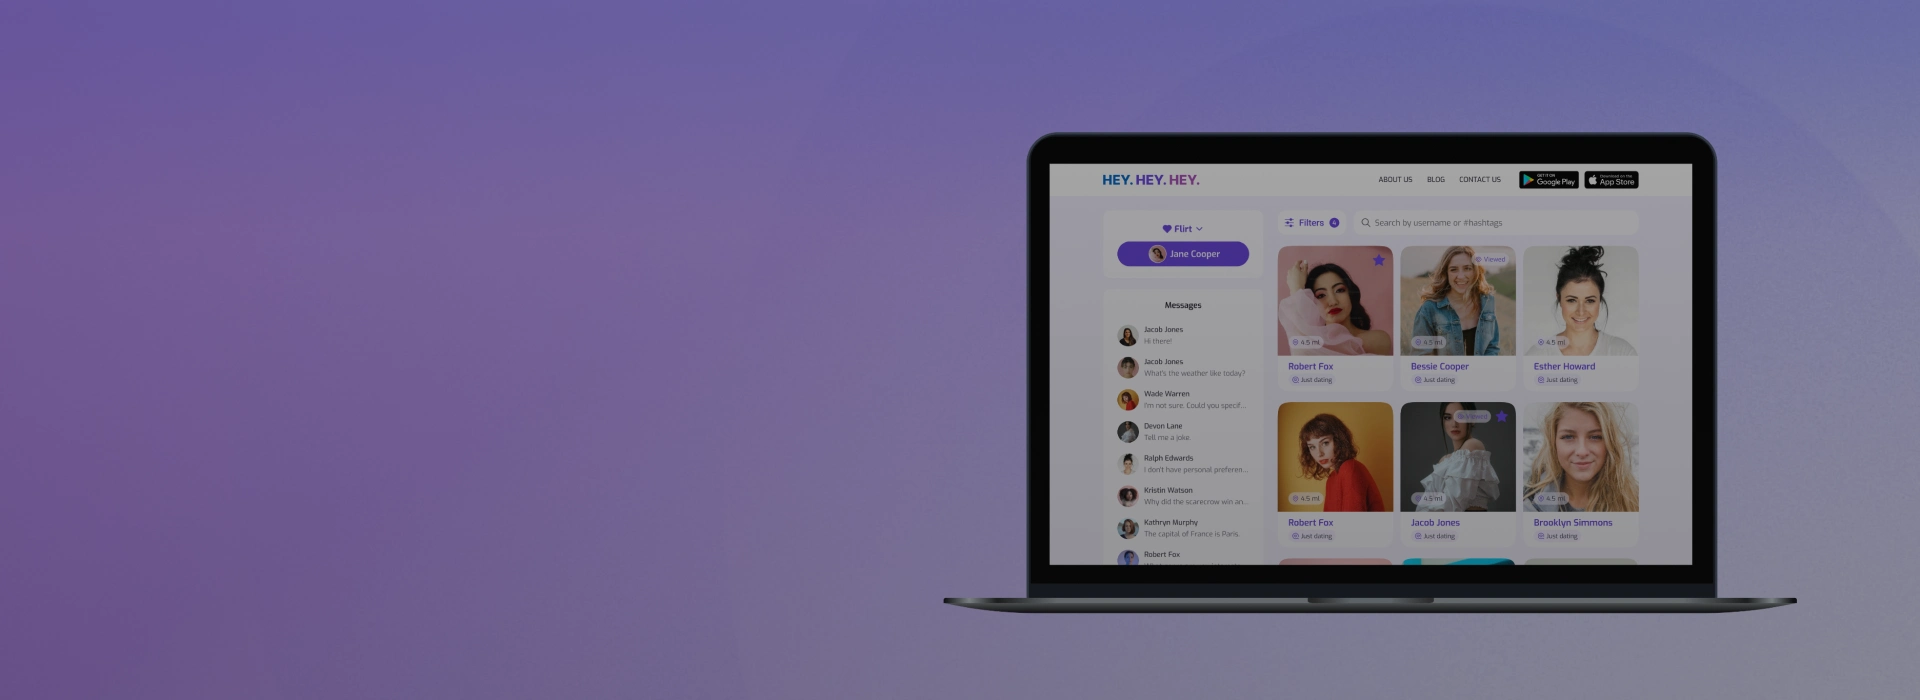 HEY. HEY. HEY.
ABOUT US
BLOG
CONTACT US
GET IT ON
Google Play
Download on the
App Store
Flirt
Jane Cooper
Filters 4
Search by username or #hashtags
Messages
Jacob Jones
Hi there!
Jacob Jones
What's the weather like today?
Wade Warren
I'm not sure. Could you specif...
Devon Lane
Tell me a joke.
Ralph Edwards
I don't have personal preferen...
Kristin Watson
Why did the scarecrow win an...
Kathryn Murphy
The capital of France is Paris.
Robert Fox
4.5 ml
Robert Fox
Just dating
Viewed
4.5 ml
Bessie Cooper
Just dating
4.5 ml
Esther Howard
Just dating
4.5 ml
Robert Fox
Just dating
Viewed
4.5 ml
Jacob Jones
Just dating
4.5 ml
Brooklyn Simmons
Just dating